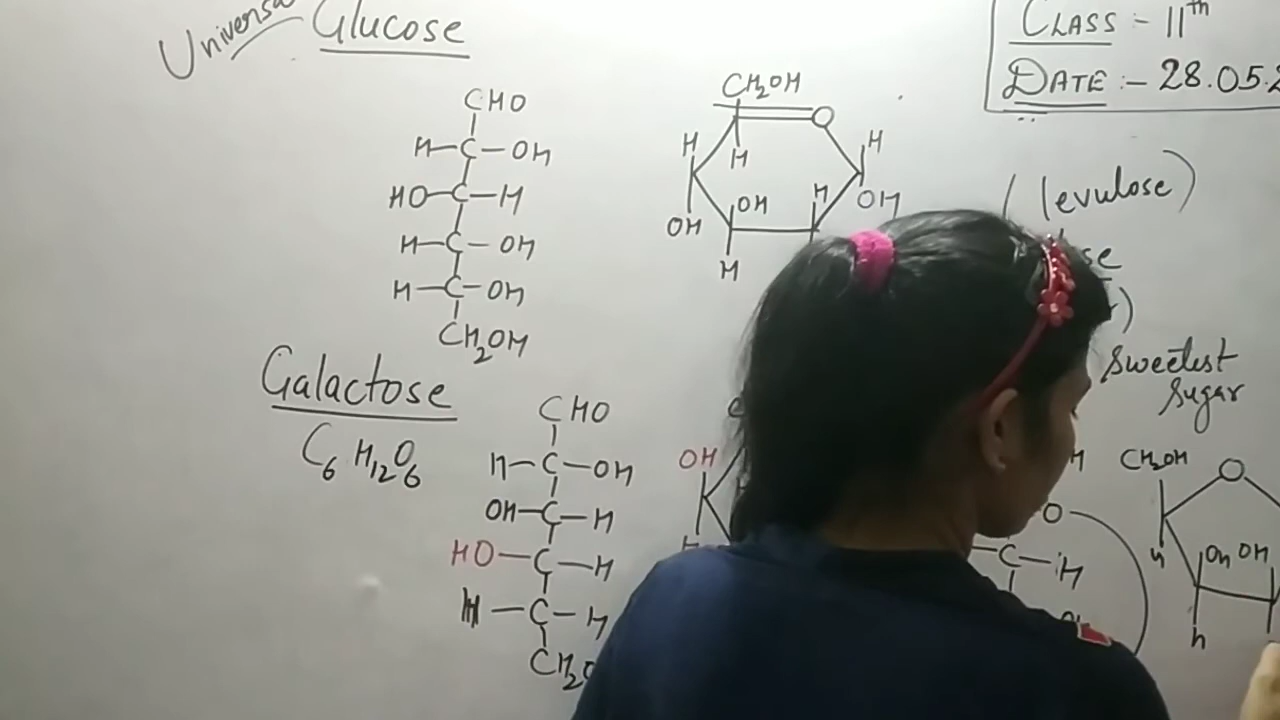 Glucose
CLASS :- 11th
DATE :- 28.05.2
CHO
H-C-OH
HO-C-H
H-C-OH
H-C-OH
CH2OH
CH2OH
O
H
H
H
OH
H
OH
OH
H
(levulose)
Sweetest
Sugar
Galactose
C6H12O6
CHO
H-C-OH
OH-C-H
HO-C-H
H-C-H
OH
H
O
C-H
CH2OH
O
h
OH OH
h